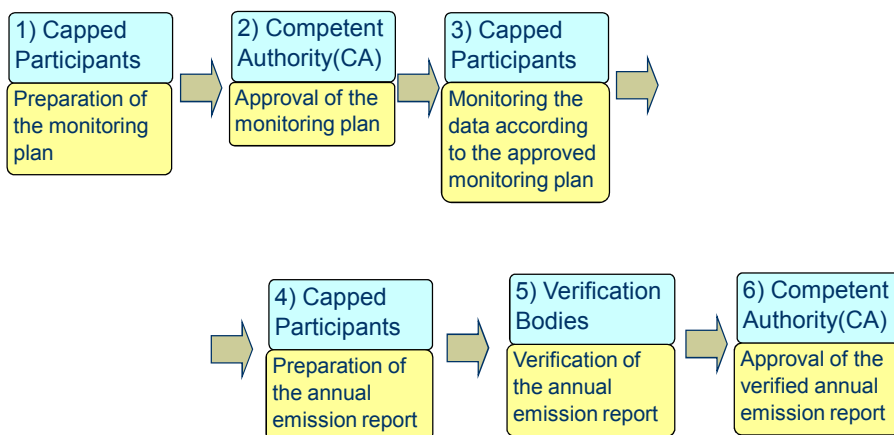 1) Capped
Participants
Preparation of
the monitoring
plan
2) Competent
Authority(CA)
Approval of the
monitoring plan
3) Capped
Participants
Monitoring the
data according
to the approved
monitoring plan
4) Capped
Participants
Preparation of
the annual
emission report
5) Verification
Bodies
Verification of
the annual
emission report
6) Competent
Authority(CA)
Approval of the
verified annual
emission report